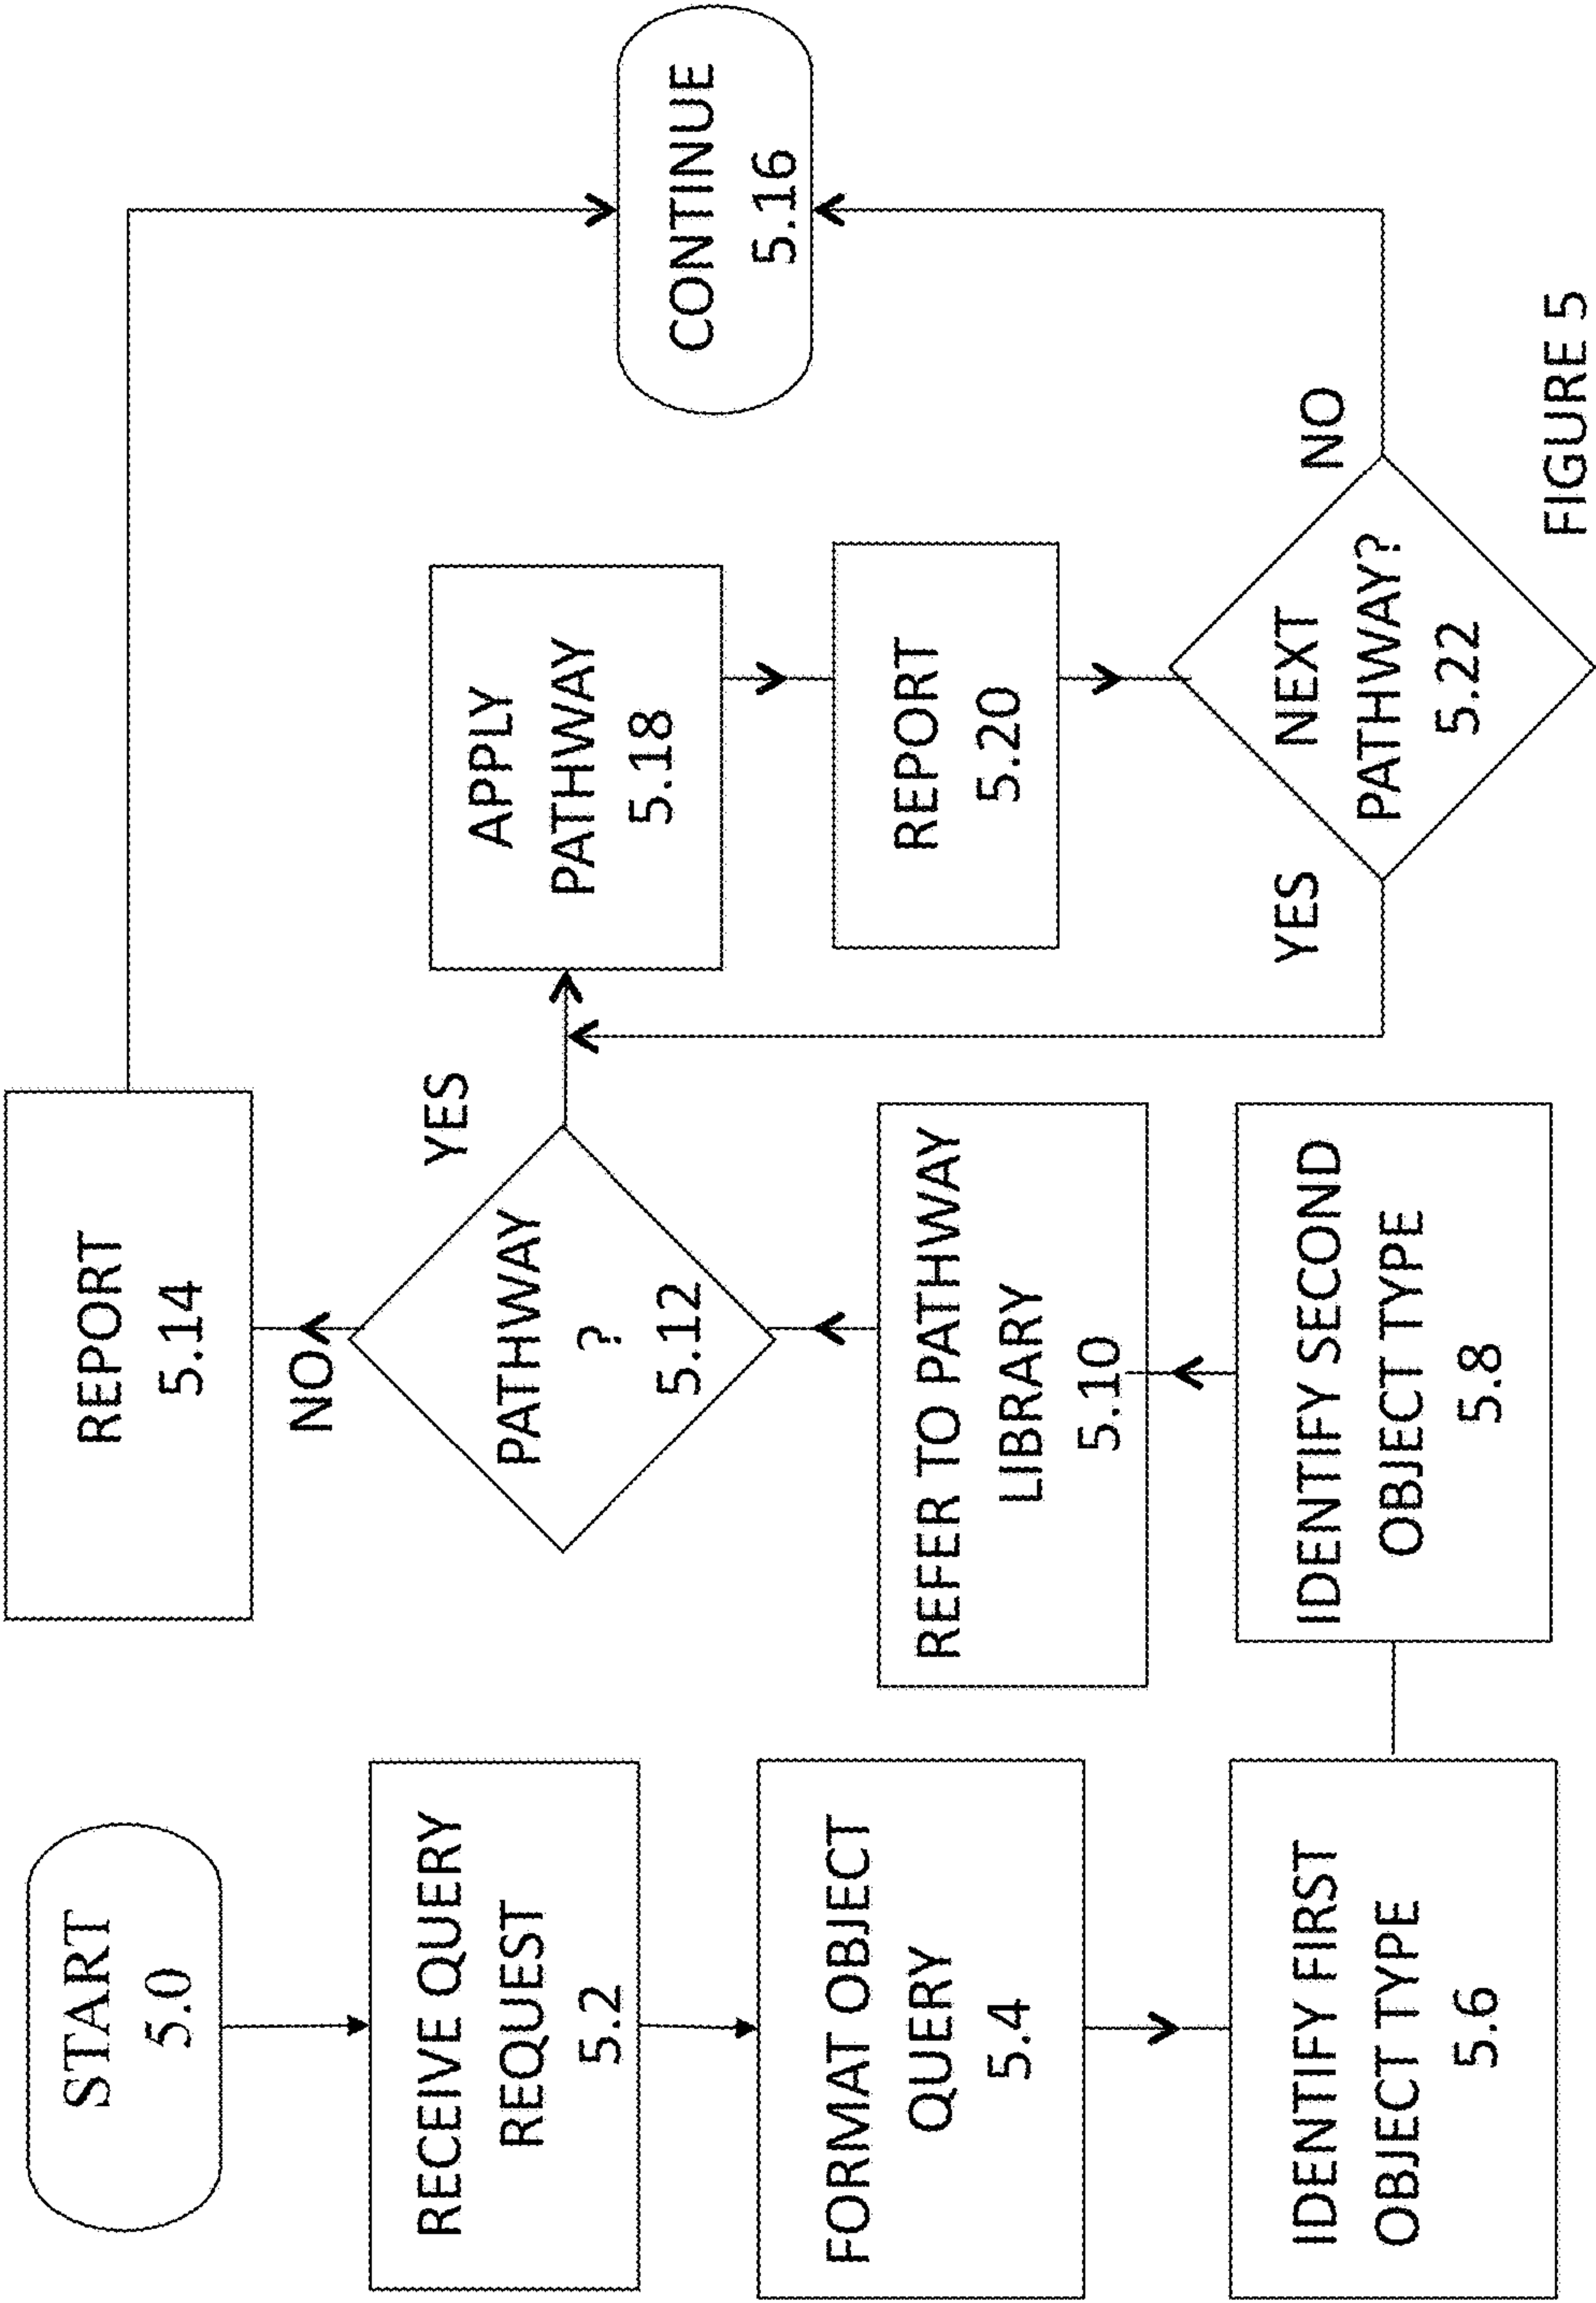 START
5.0
RECEIVE QUERY
REQUEST
5.2
FORMAT OBJECT
QUERY
5.4
IDENTIFY FIRST
OBJECT TYPE
5.6
IDENTIFY SECOND
OBJECT TYPE
5.8
REFER TO PATHWAY
LIBRARY
5.10
PATHWAY
?
5.12
NO
REPORT
5.14
YES
APPLY
PATHWAY
5.18
REPORT
5.20
NEXT
PATHWAY?
5.22
YES
NO
CONTINUE
5.16
FIGURE 5